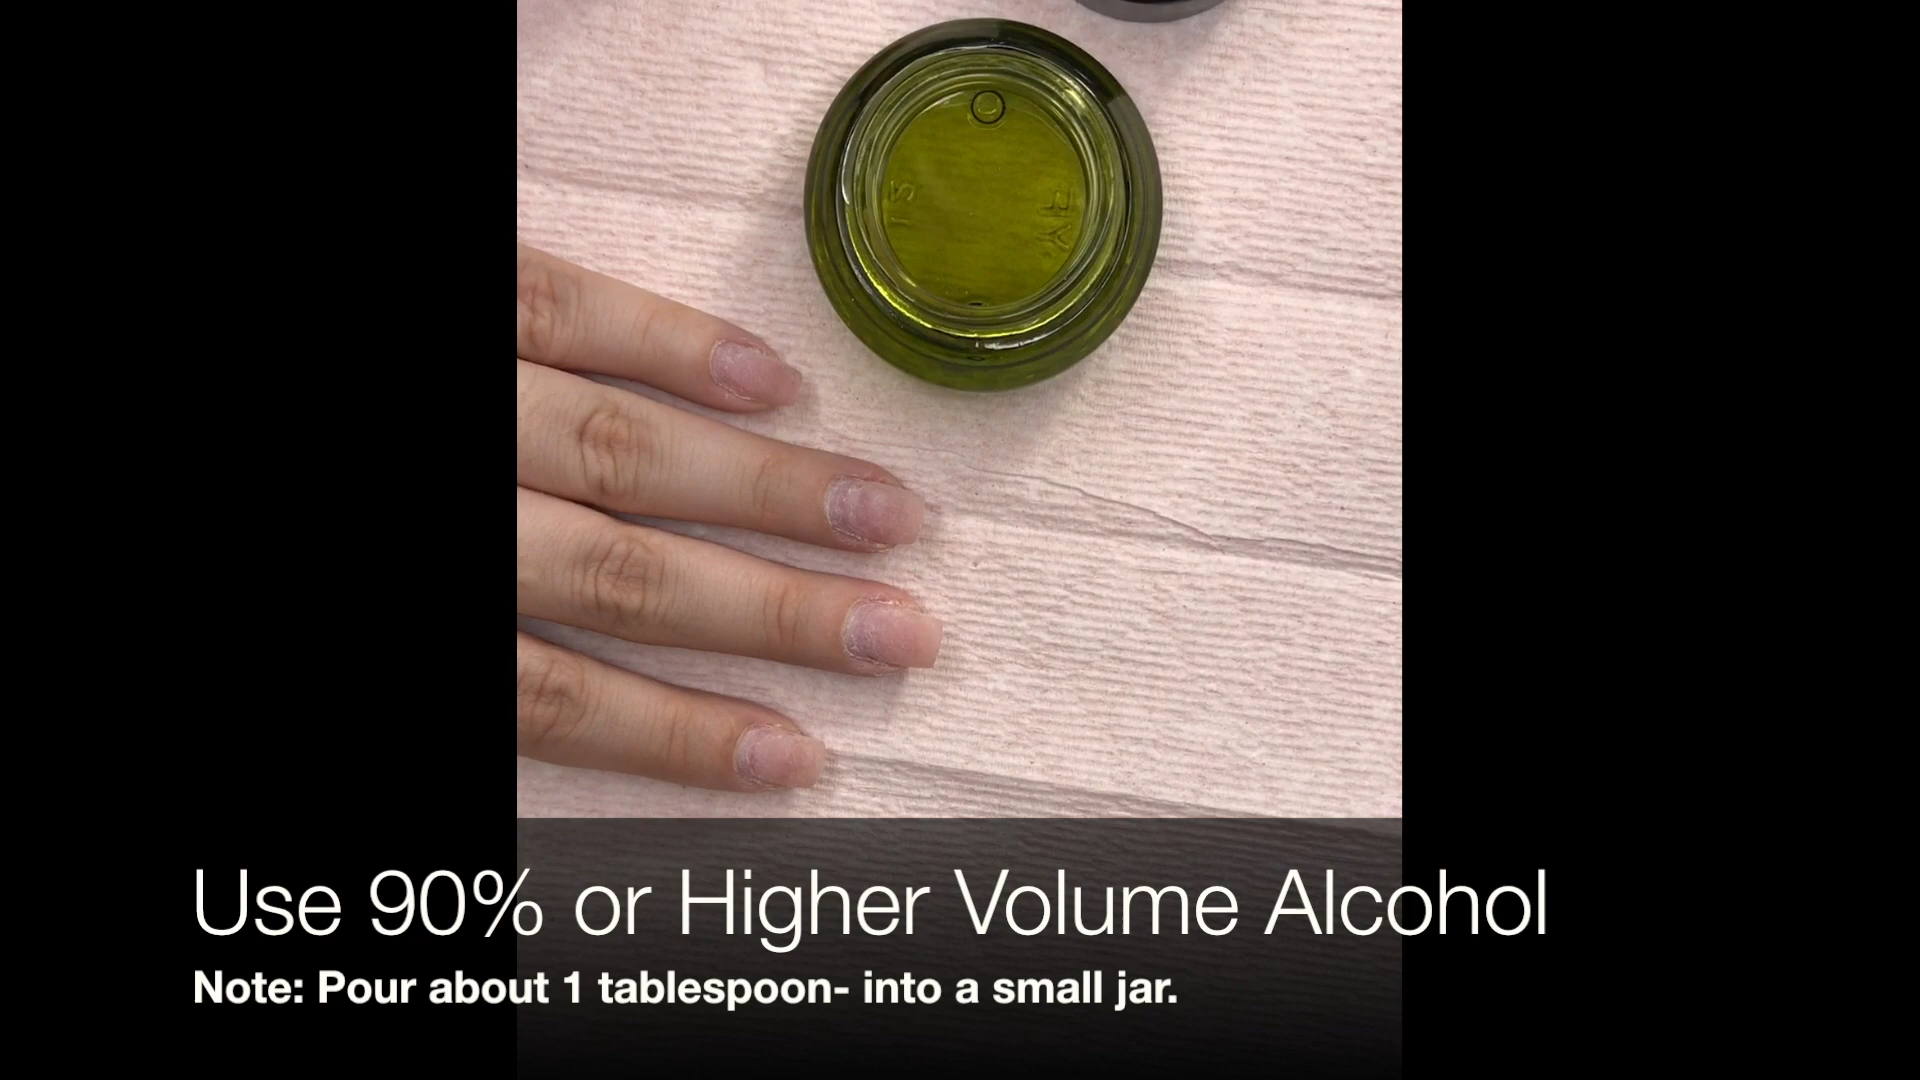 Use 90% or Higher Volume Alcohol
Note: Pour about 1 tablespoon- into a small jar.